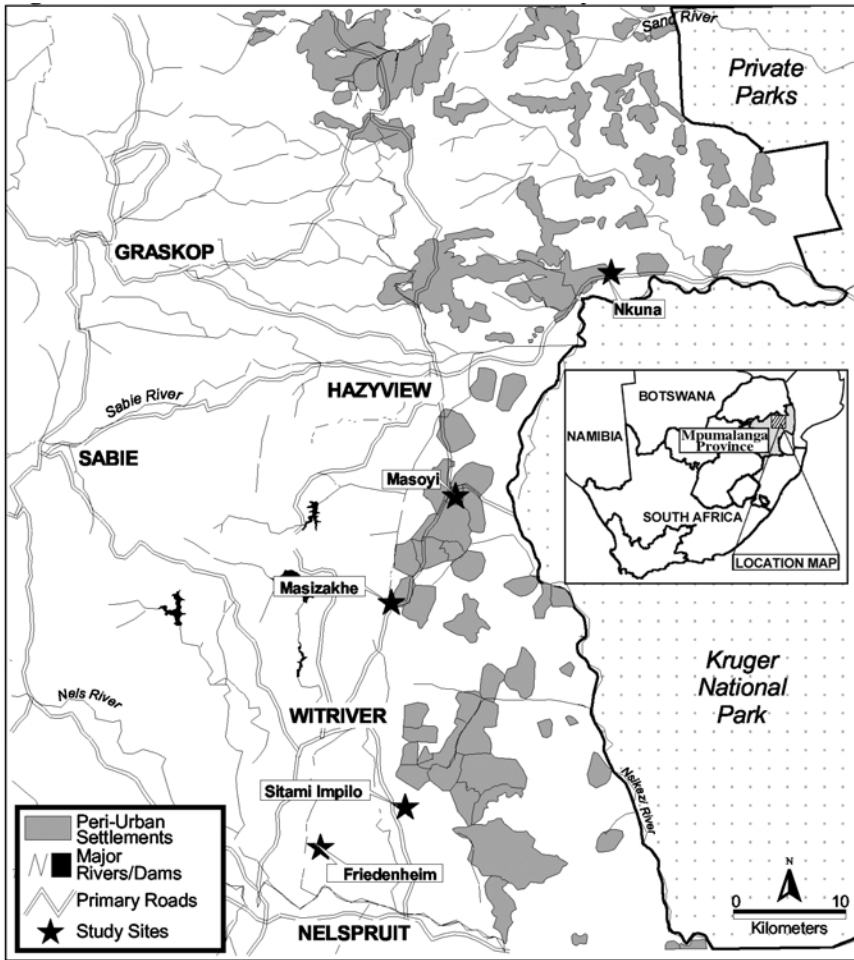 Sand River
Private
Parks
GRASKOP
Nkuna
HAZYVIEW
Sabie River
SABIE
BOTSWANA
NAMIBIA
Mpumalanga
Province
SOUTH AFRICA
LOCATION MAP
Masoyi
Masizakhe
Kruger
National
Park
Nels River
WITRIVER
Nsikazi River
Sitami Impilo
Friedenheim
NELSPRUIT
Peri-Urban
Settlements
Major
Rivers/Dams
Primary Roads
Study Sites
N
0 10
Kilometers